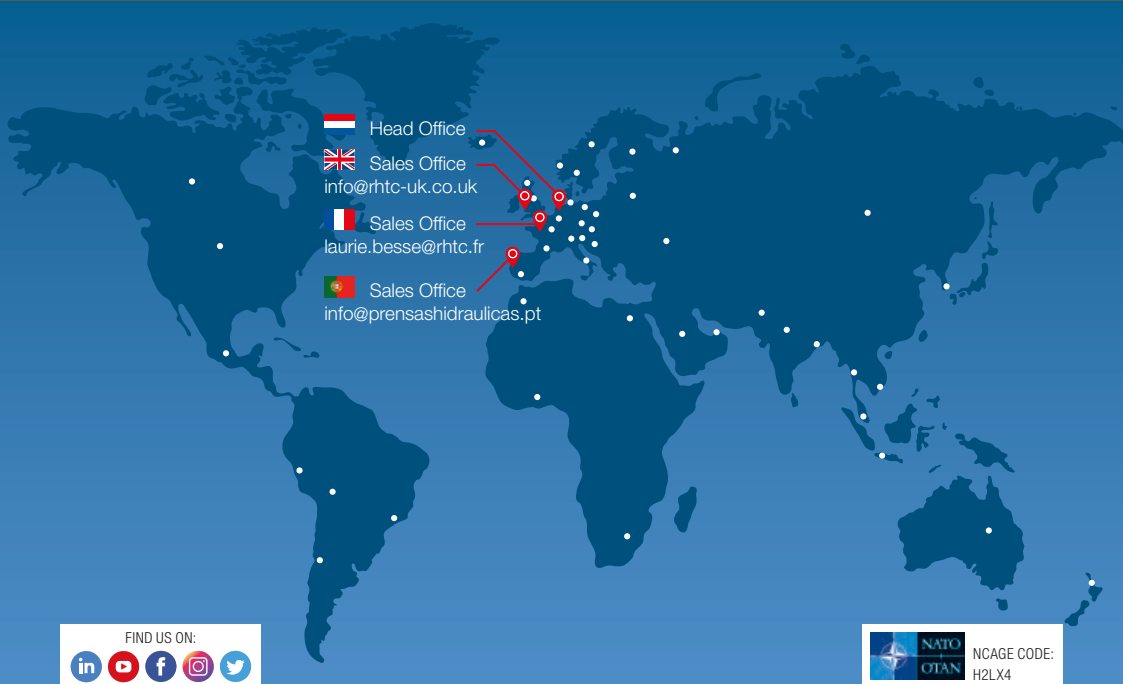 Head Office
Sales Office
info@rhtc-uk.co.uk
Sales Office
laurie.besse@rhtc.fr
Sales Office
info@prensashidraulicas.pt
FIND US ON:
in
f
NATO
OTAN
NCAGE CODE:
H2LX4